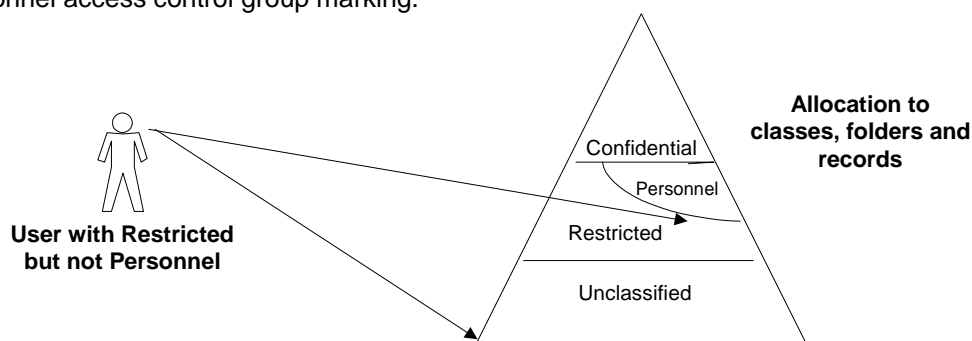 onnel access control group marking.
Allocation to
classes, folders and
records
Confidential
Personnel
User with Restricted
but not Personnel
Restricted
Unclassified